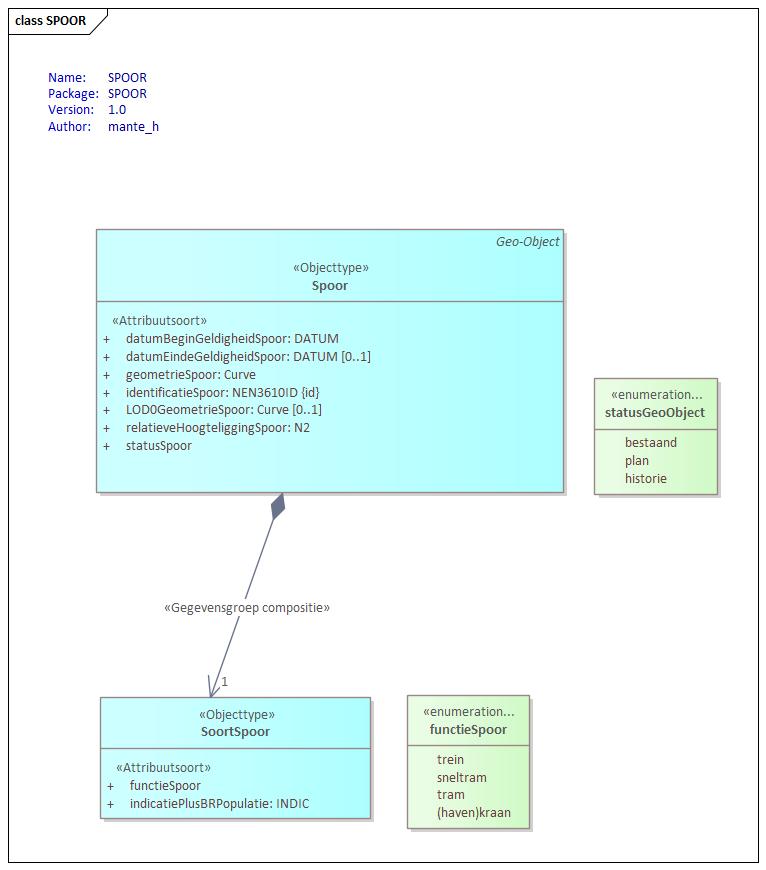 class SPOOR
Name: SPOOR
Package: SPOOR
Version: 1.0
Author: mante_h
Geo-Object
«Objecttype»
Spoor
«Attribuutsoort»
+ datumBeginGeldigheidSpoor: DATUM
+ datumEindeGeldigheidSpoor: DATUM [0..1]
+ geometrieSpoor: Curve
+ identificatieSpoor: NEN3610ID {id}
+ LOD0GeometrieSpoor: Curve [0..1]
+ relatieveHoogteliggingSpoor: N2
+ statusSpoor
«enumeration...
statusGeoObject
bestaand
plan
historie
«Gegevensgroep compositie»
1
«Objecttype»
SoortSpoor
«Attribuutsoort»
+ functieSpoor
+ indicatiePlusBRPopulatie: INDIC
«enumeration...
functieSpoor
trein
sneltram
tram
(haven)kraan